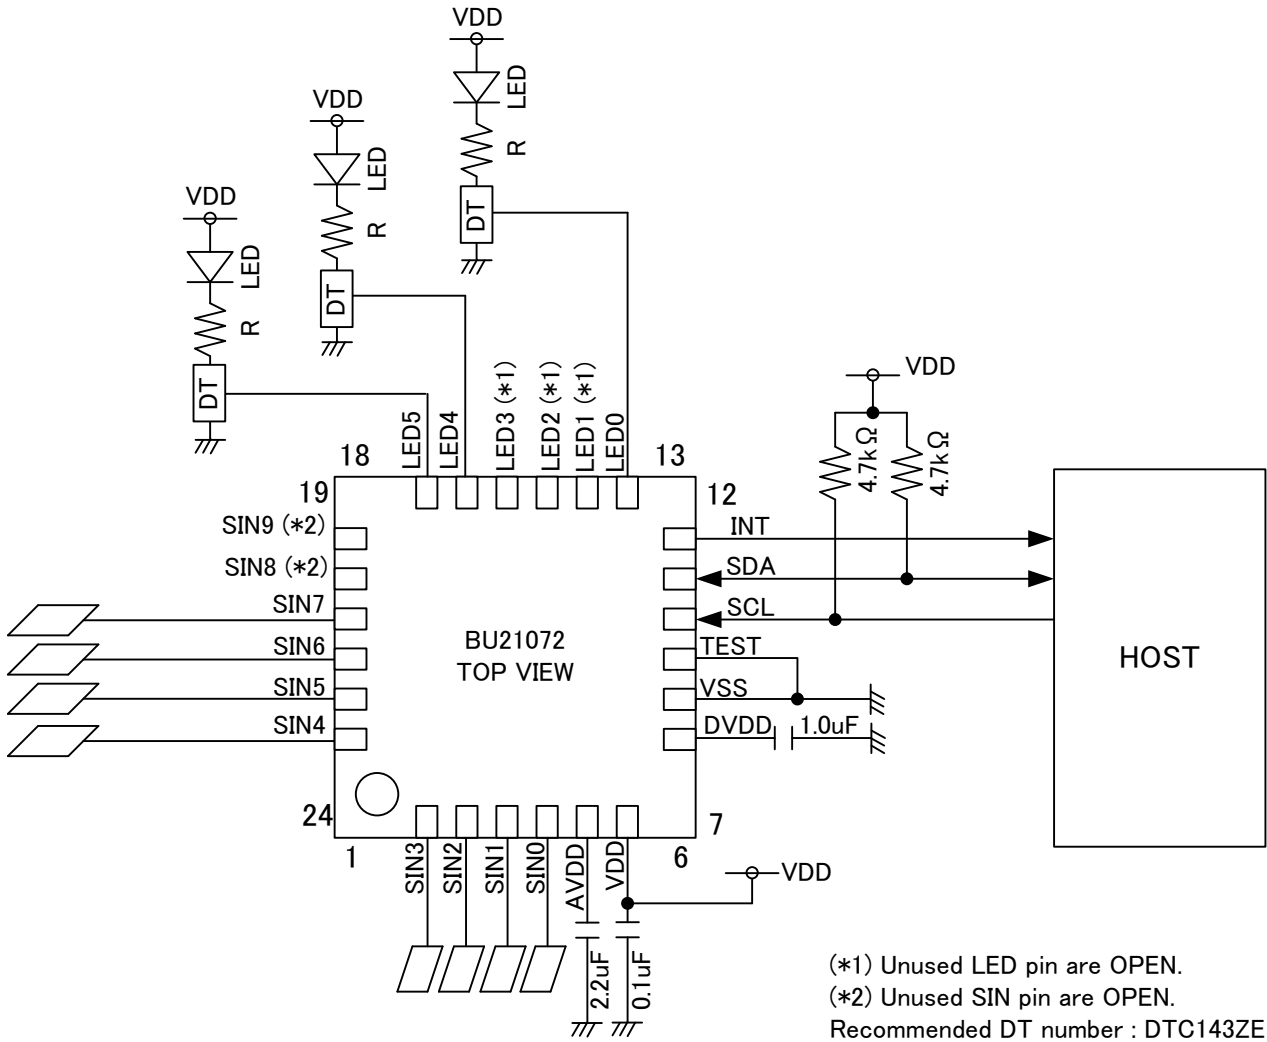 VDD
LED
R
DT
VDD
LED
R
DT
VDD
LED
R
DT
LED5
LED4
LED3 (*1)
LED2 (*1)
LED1 (*1)
LED0
VDD
4.7kΩ
4.7kΩ
18
13
19
12
SIN9 (*2)
SIN8 (*2)
SIN7
SIN6
SIN5
SIN4
BU21072
TOP VIEW
INT
SDA
SCL
TEST
VSS
DVDD
1.0uF
HOST
24
7
1
6
SIN3
SIN2
SIN1
SIN0
AVDD
VDD
VDD
2.2uF
0.1uF
(*1) Unused LED pin are OPEN.
(*2) Unused SIN pin are OPEN.
Recommended DT number : DTC143ZE